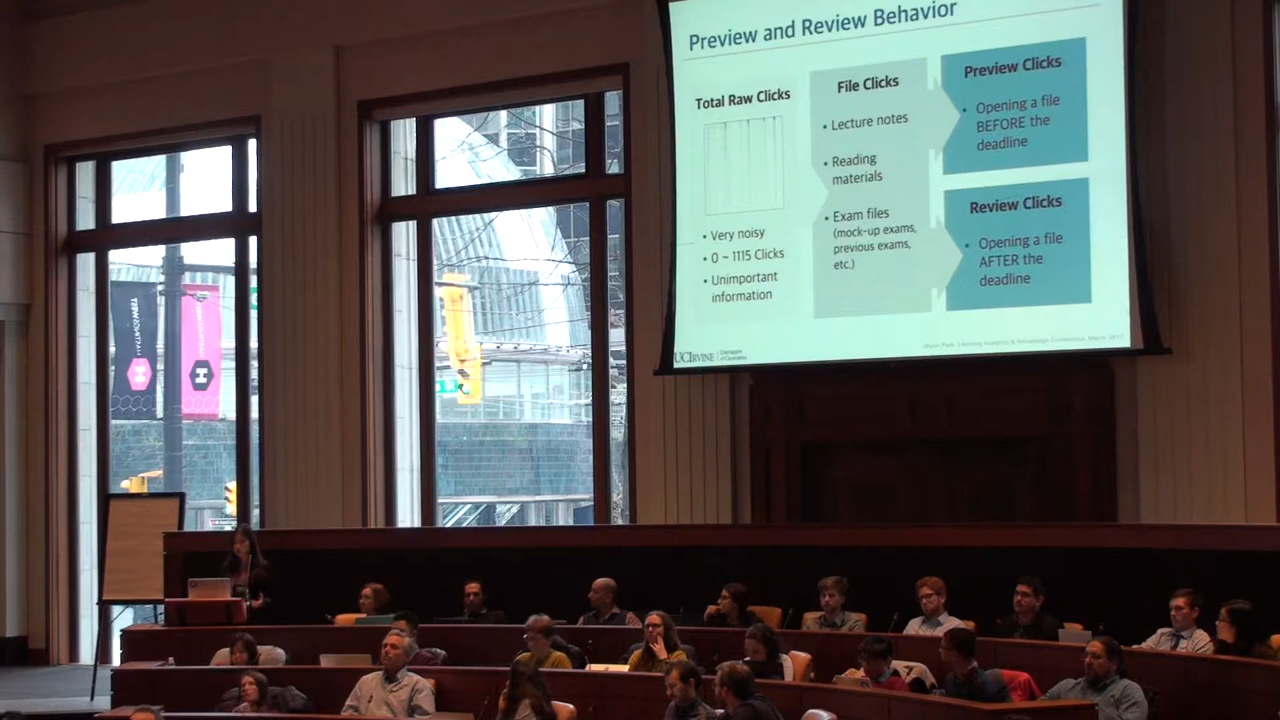 Preview and Review Behavior
Total Raw Clicks
• Very noisy
• 0 ~ 1115 Clicks
• Unimportant
information
File Clicks
• Lecture notes
• Reading
materials
• Exam files
(mock-up exams,
previous exams,
etc.)
Preview Clicks
• Opening a file
BEFORE the
deadline
Review Clicks
• Opening a file
AFTER the
deadline
UCIRVINE
H
H